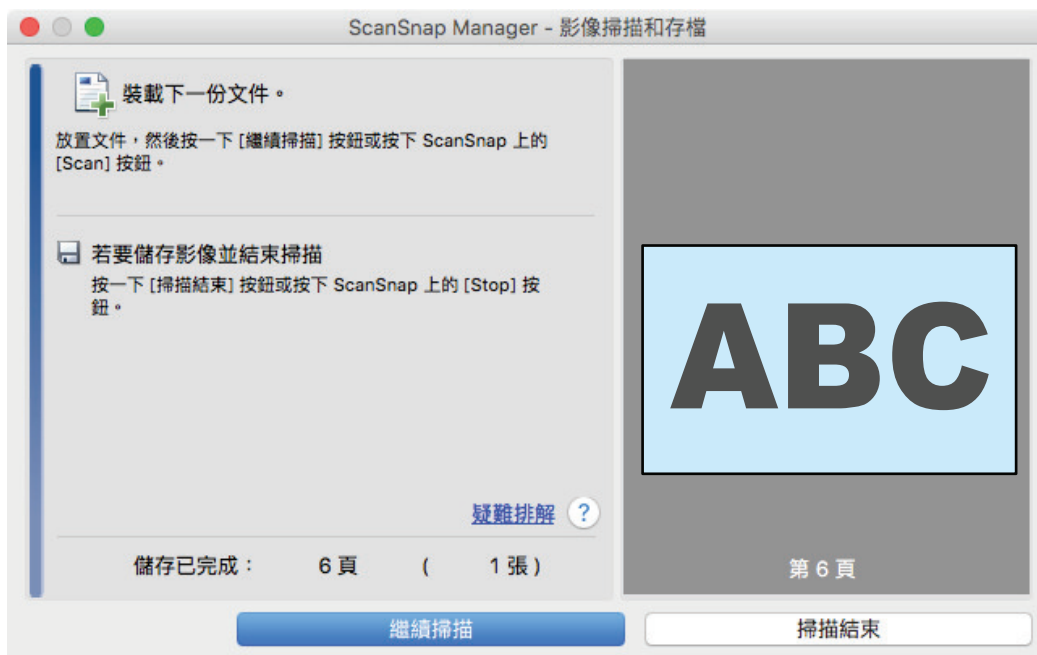 ScanSnap Manager - 影像掃描和存檔
裝載下一份文件。
放置文件，然後按一下 [繼續掃描] 按鈕或按下 ScanSnap 上的
[Scan] 按鈕。
若要儲存影像並結束掃描
按一下 [掃描結束] 按鈕或按下 ScanSnap 上的 [Stop] 按
鈕。
ABC
疑難排解 ?
儲存已完成： 6 頁 ( 1 張 )
第 6 頁
繼續掃描 掃描結束